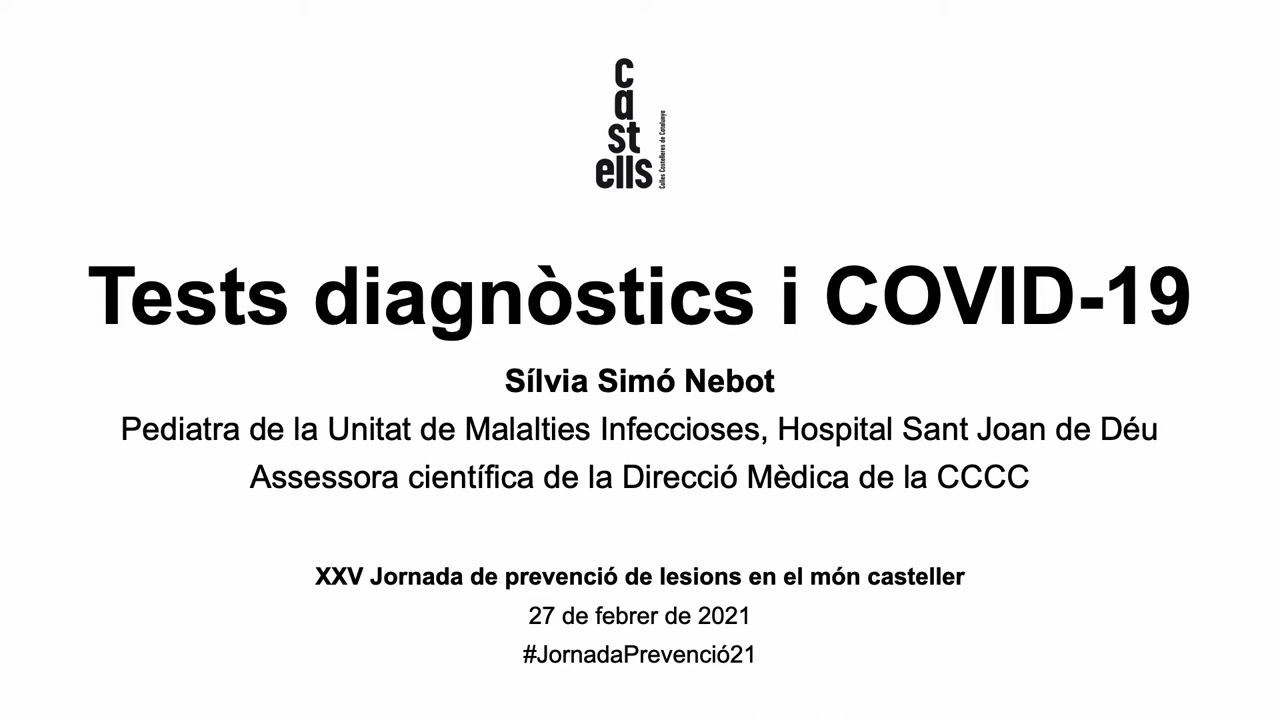 c
a
st
ells
Colles Castelleres de Catalunya
Tests diagnòstics i COVID-19
Sílvia Simó Nebot
Pediatra de la Unitat de Malalties Infeccioses, Hospital Sant Joan de Déu
Assessora científica de la Direcció Mèdica de la CCCC
XXV Jornada de prevenció de lesions en el món casteller
27 de febrer de 2021
#JornadaPrevenció21